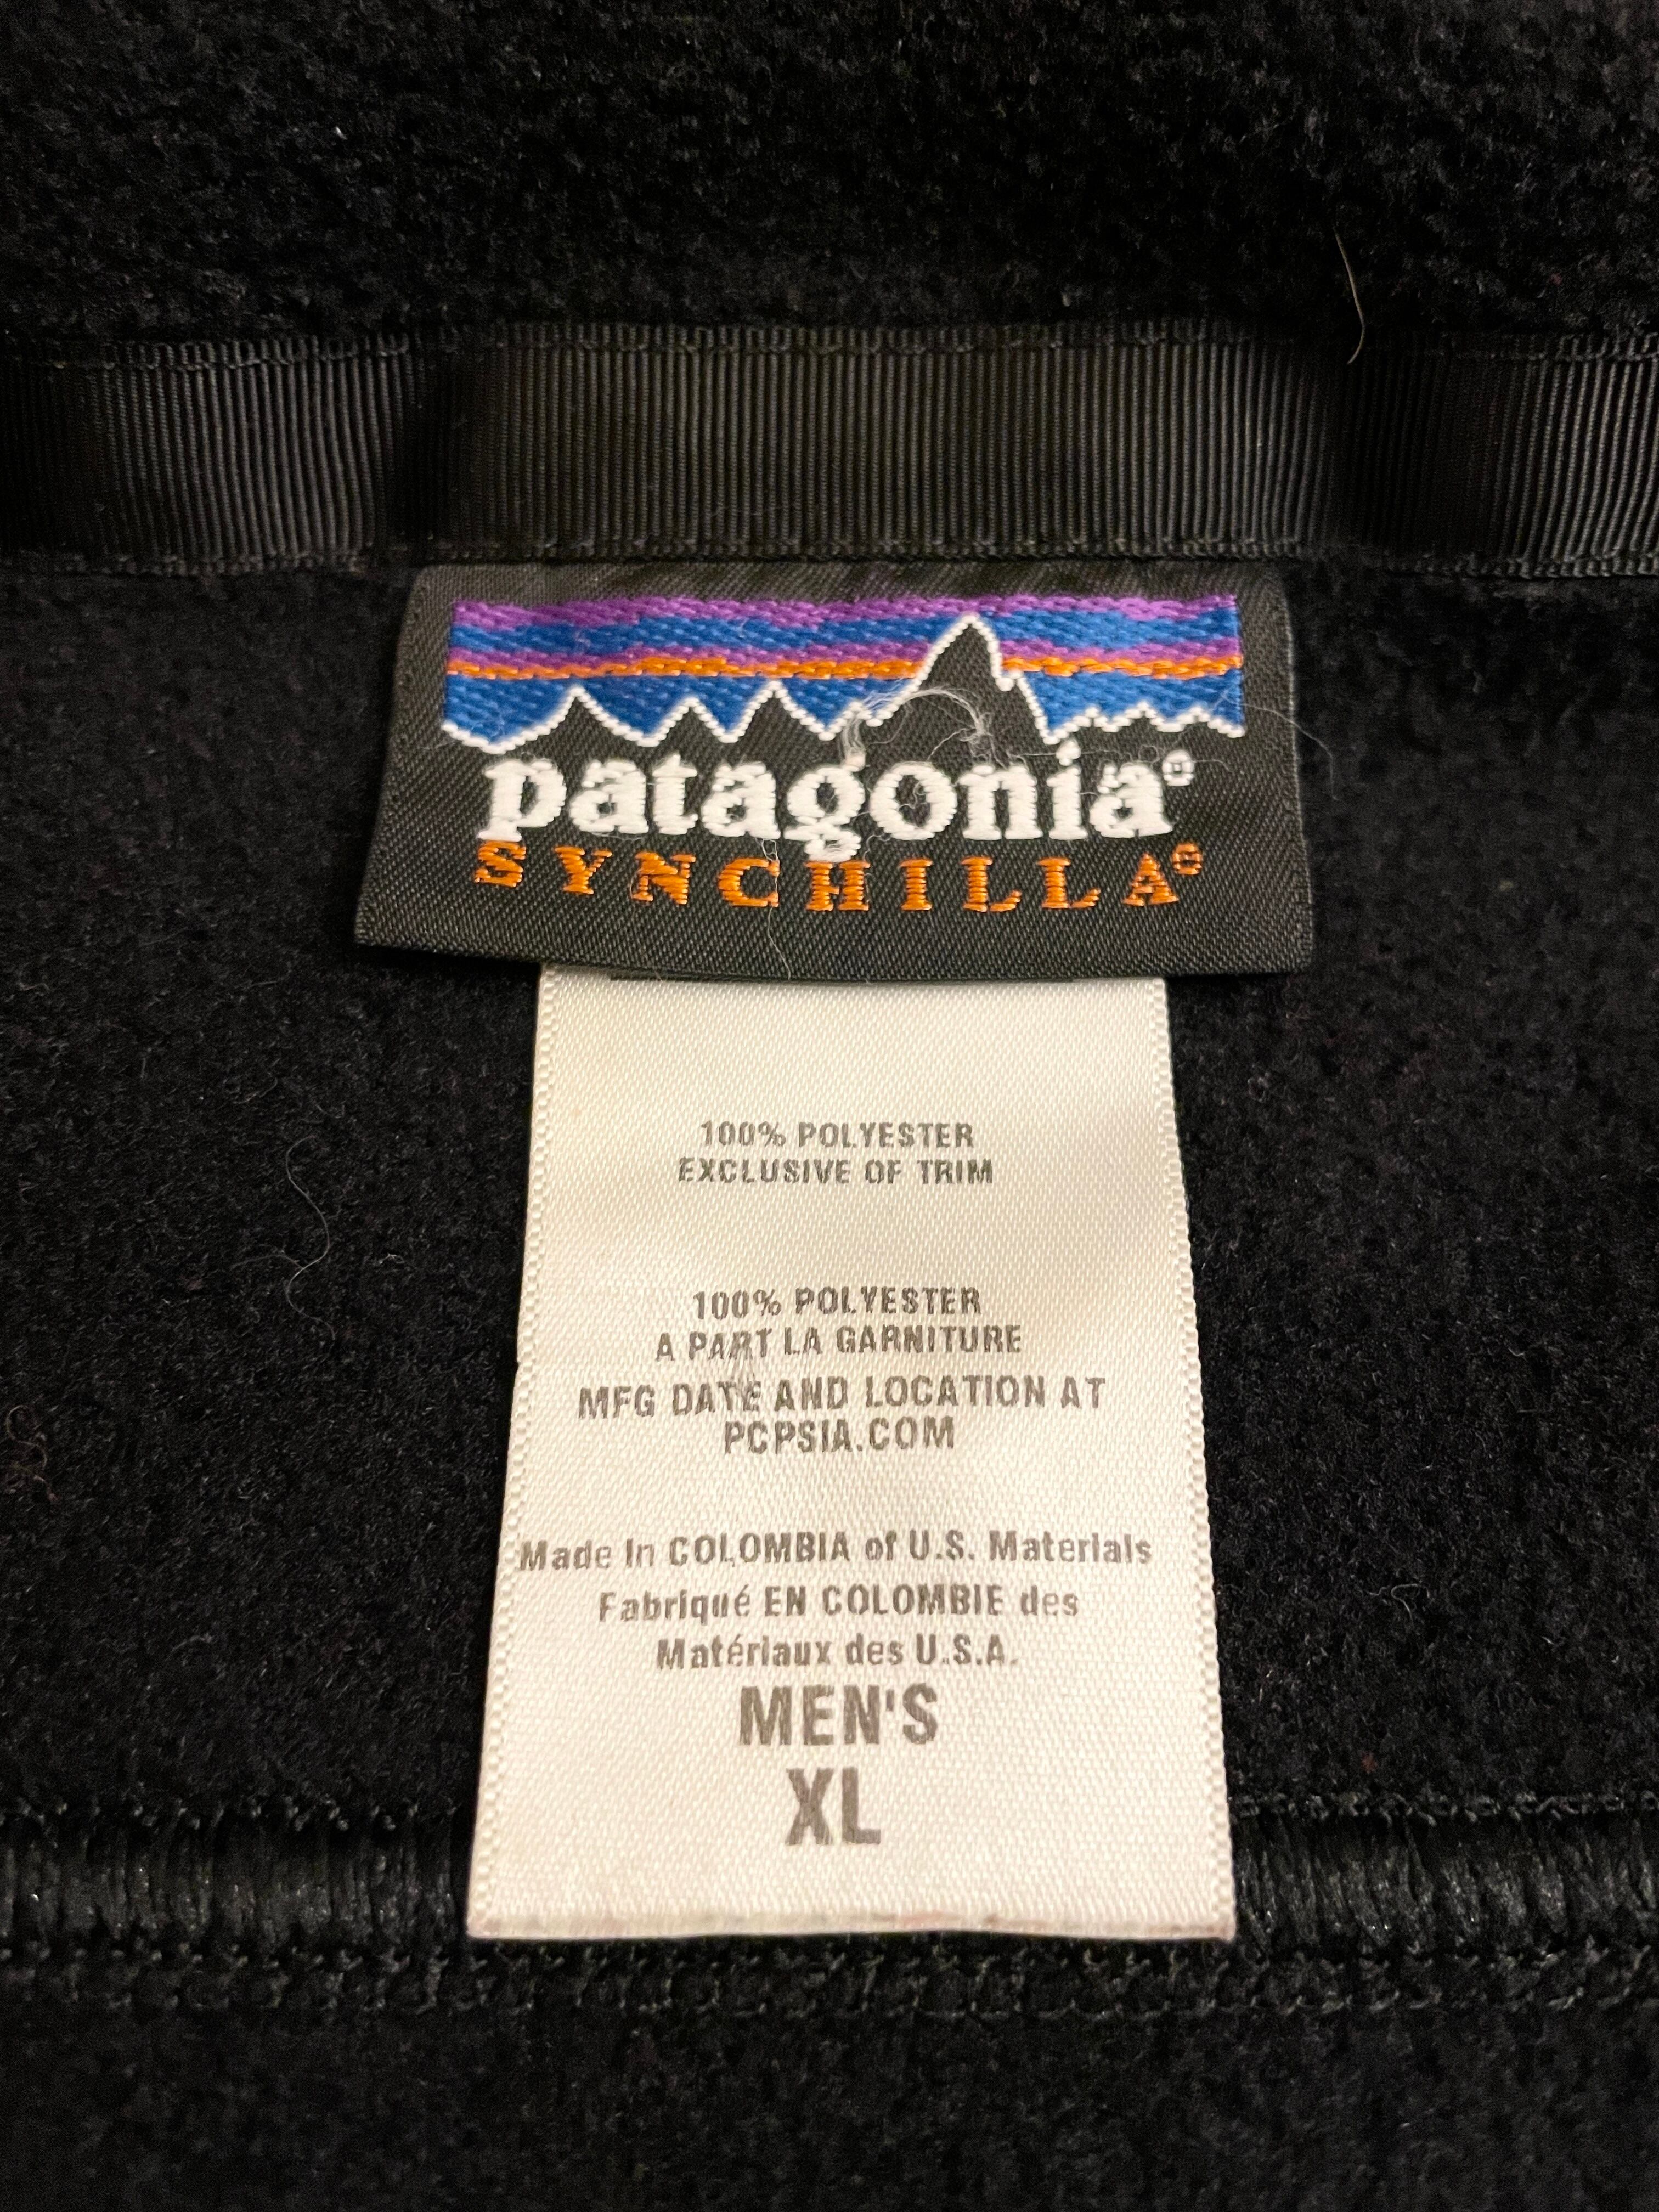 patagonia®
SYNCHILLA®
100% POLYESTER
EXCLUSIVE OF TRIM
100% POLYESTER
A PART LA GARNITURE
MFG DATE AND LOCATION AT
PCPSIA.COM
Made In COLOMBIA of U.S. Materials
Fabriqué EN COLOMBIE des
Matériaux des U.S.A.
MEN'S
XL